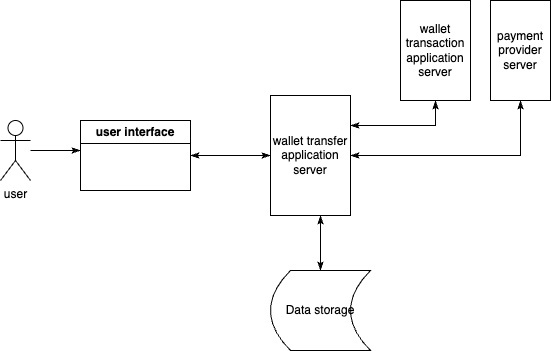 wallet
transaction
application
server
payment
provider
server
user interface
wallet transfer
application
server
user
Data storage